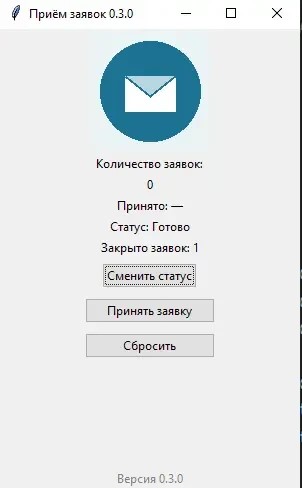 Приём заявок 0.3.0
Количество заявок:
0
Принято: —
Статус: Готово
Закрыто заявок: 1
Сменить статус
Принять заявку
Сбросить
Версия 0.3.0